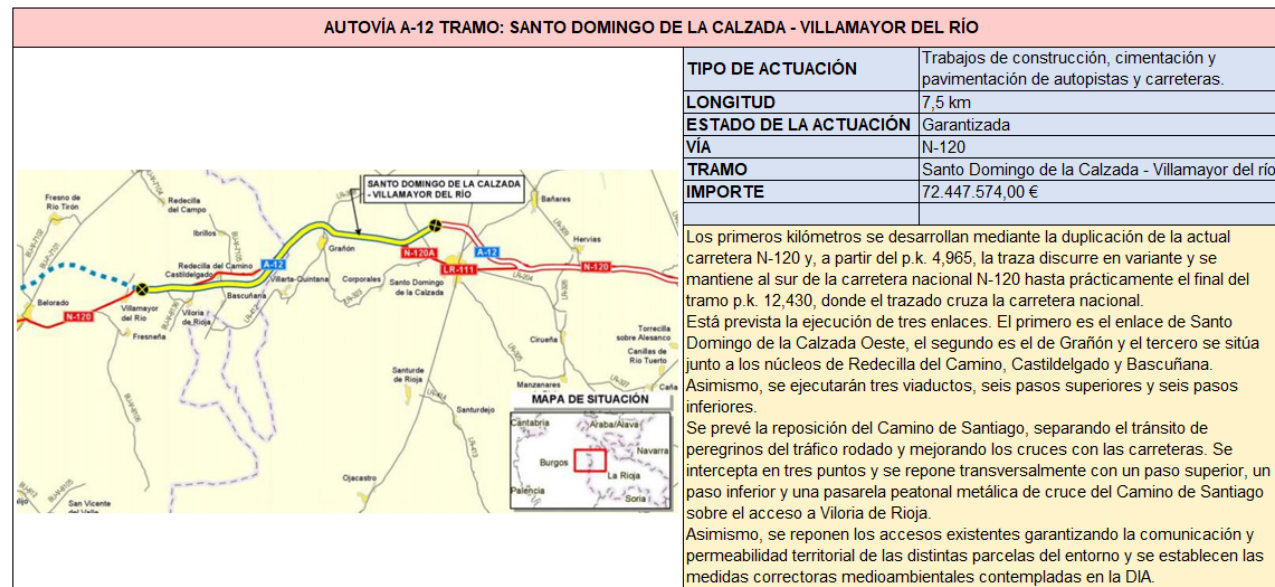 AUTOVÍA A-12 TRAMO: SANTO DOMINGO DE LA CALZADA - VILLAMAYOR DEL RÍO
TIPO DE ACTUACIÓN
Trabajos de construcción, cimentación y
pavimentación de autopistas y carreteras.
LONGITUD
7,5 km
ESTADO DE LA ACTUACIÓN
Garantizada
VÍA
N-120
TRAMO
Santo Domingo de la Calzada - Villamayor del río
IMPORTE
72.447.574,00 €
Los primeros kilómetros se desarrollan mediante la duplicación de la actual
carretera N-120 y, a partir del p.k. 4,965, la traza discurre en variante y se
mantiene al sur de la carretera nacional N-120 hasta prácticamente el final del
tramo p.k. 12,430, donde el trazado cruza la carretera nacional.
Está prevista la ejecución de tres enlaces. El primero es el enlace de Santo
Domingo de la Calzada Oeste, el segundo es el de Grañón y el tercero se sitúa
junto a los núcleos de Redecilla del Camino, Castildelgado y Bascuñana.
Asimismo, se ejecutarán tres viaductos, seis pasos superiores y seis pasos
inferiores.
Se prevé la reposición del Camino de Santiago, separando el tránsito de
peregrinos del tráfico rodado y mejorando los cruces con las carreteras. Se
intercepta en tres puntos y se repone transversalmente con un paso superior, un
paso inferior y una pasarela peatonal metálica de cruce del Camino de Santiago
sobre el acceso a Viloria de Rioja.
Asimismo, se reponen los accesos existentes garantizando la comunicación y
permeabilidad territorial de las distintas parcelas del entorno y se establecen las
medidas correctoras medioambientales contempladas en la DIA.
SANTO DOMINGO DE LA CALZADA
- VILLAMAYOR DEL RÍO
Fresno de
Río Tirón
Redecilla
del Campo
Bañares
Ibrillos
Grañón
Hervías
N-120A
A-12
A-12
N-120
LR-111
Redecilla del Camino
Castildelgado
Villarta-Quintana
Corporales
Santo Domingo
de la Calzada
Belorado
Bascuñana
N-120
Villamayor
del Río
Viloria
de Rioja
Fresneña
Cirueña
Torrecilla
sobre Alesanco
Canillas de
Río Tuerto
Santurde
de Rioja
Manzanares
Santurdejo
Ojacastro
San Vicente
del Valle
MAPA DE SITUACIÓN
Cantabria
Araba/Álava
Navarra
Burgos
La Rioja
Palencia
Soria